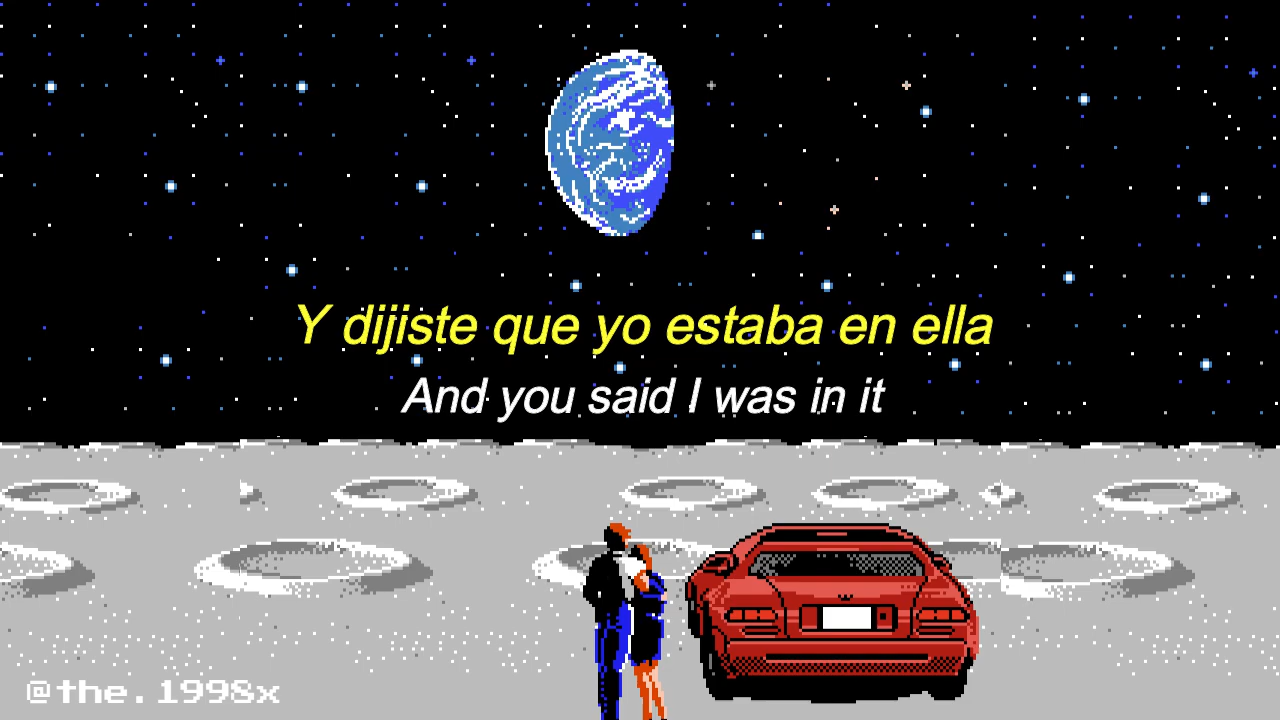 Y dijiste que yo estaba en ella
And you said I was in it
@the.1998x